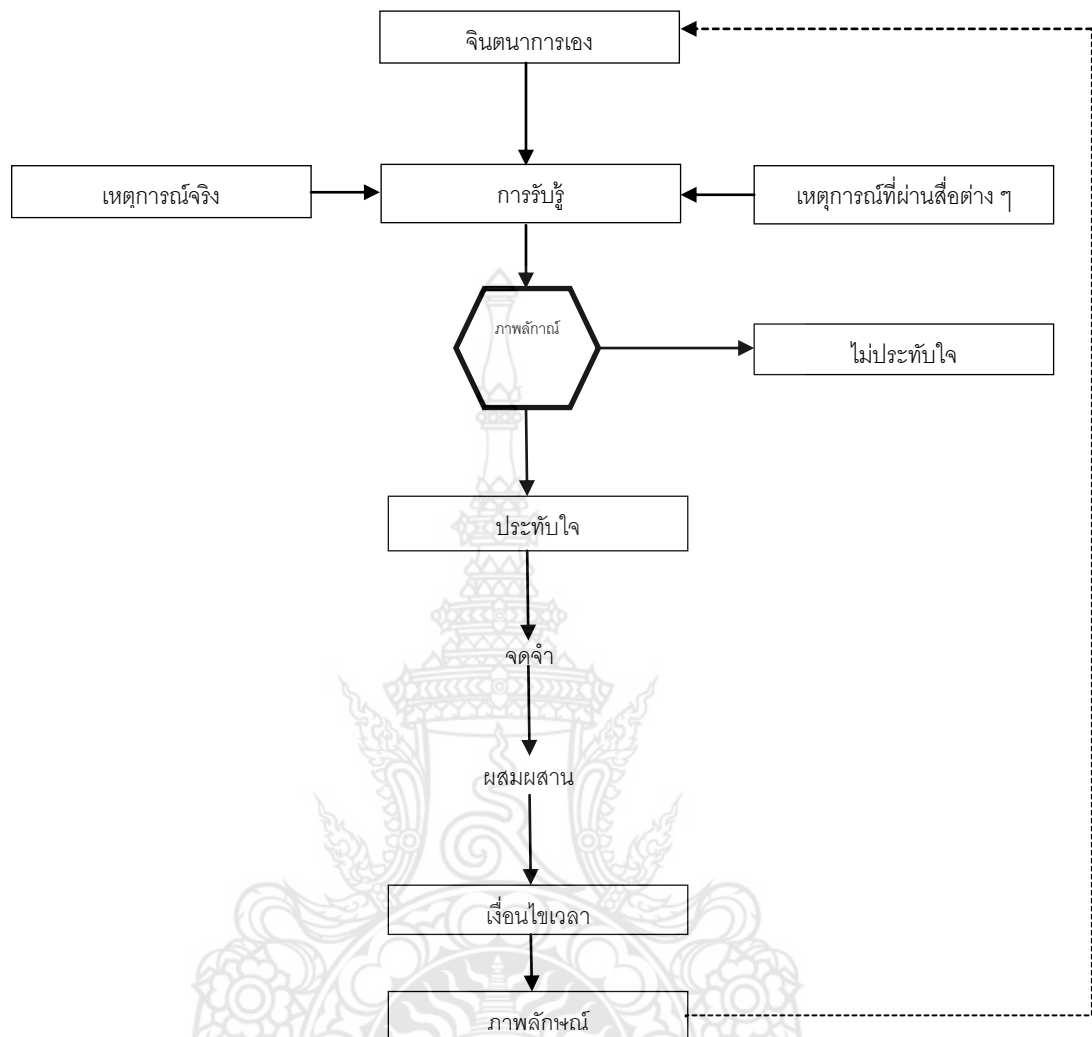 จินตนาการเอง
เหตุการณ์จริง
การรับรู้
เหตุการณ์ที่ผ่านสื่อต่าง ๆ
ภาพลักาณ์
ไม่ประทับใจ
ประทับใจ
จดจำ
ผสมผสาน
เงื่อนไขเวลา
ภาพลักษณ์